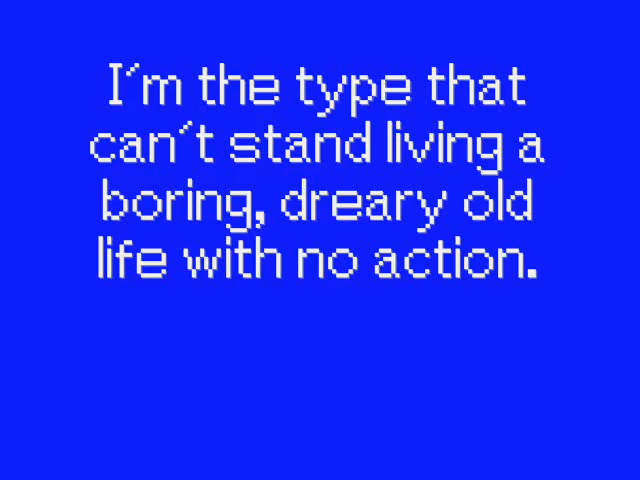 I'm the type that
can't stand living a
boring, dreary old
life with no action.